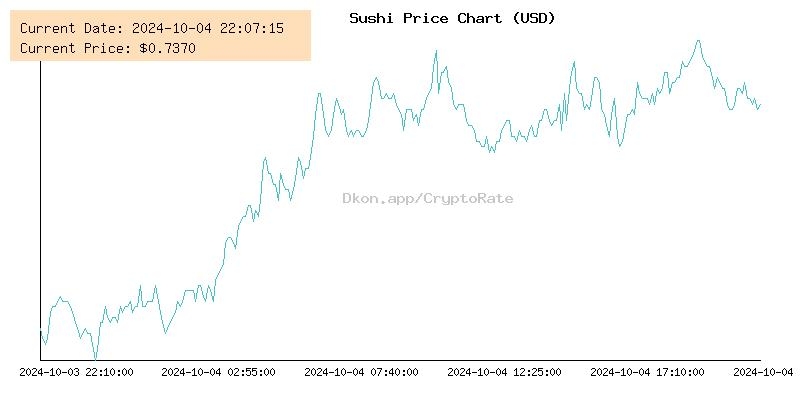 Sushi Price Chart (USD)
Current Date: 2024-10-04 22:07:15
Current Price: $0.7370
Dkon.app/CryptoRate
2024-10-03 22:10:00 2024-10-04 02:55:00 2024-10-04 07:40:00 2024-10-04 12:25:00 2024-10-04 17:10:00 2024-10-04